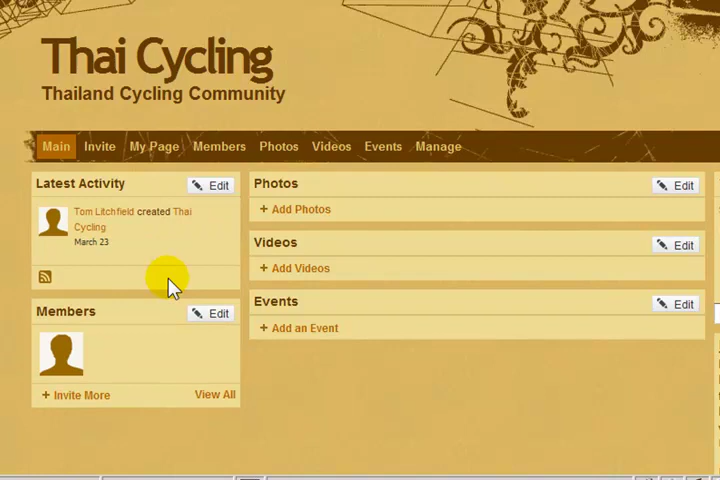 Thai Cycling
Thailand Cycling Community
Main Invite My Page Members Photos Videos Events Manage
Latest Activity Edit
Tom Litchfield created Thai
Cycling
March 23
Members Edit
+ Invite More View All
Photos Edit
+ Add Photos
Videos Edit
+ Add Videos
Events Edit
+ Add an Event